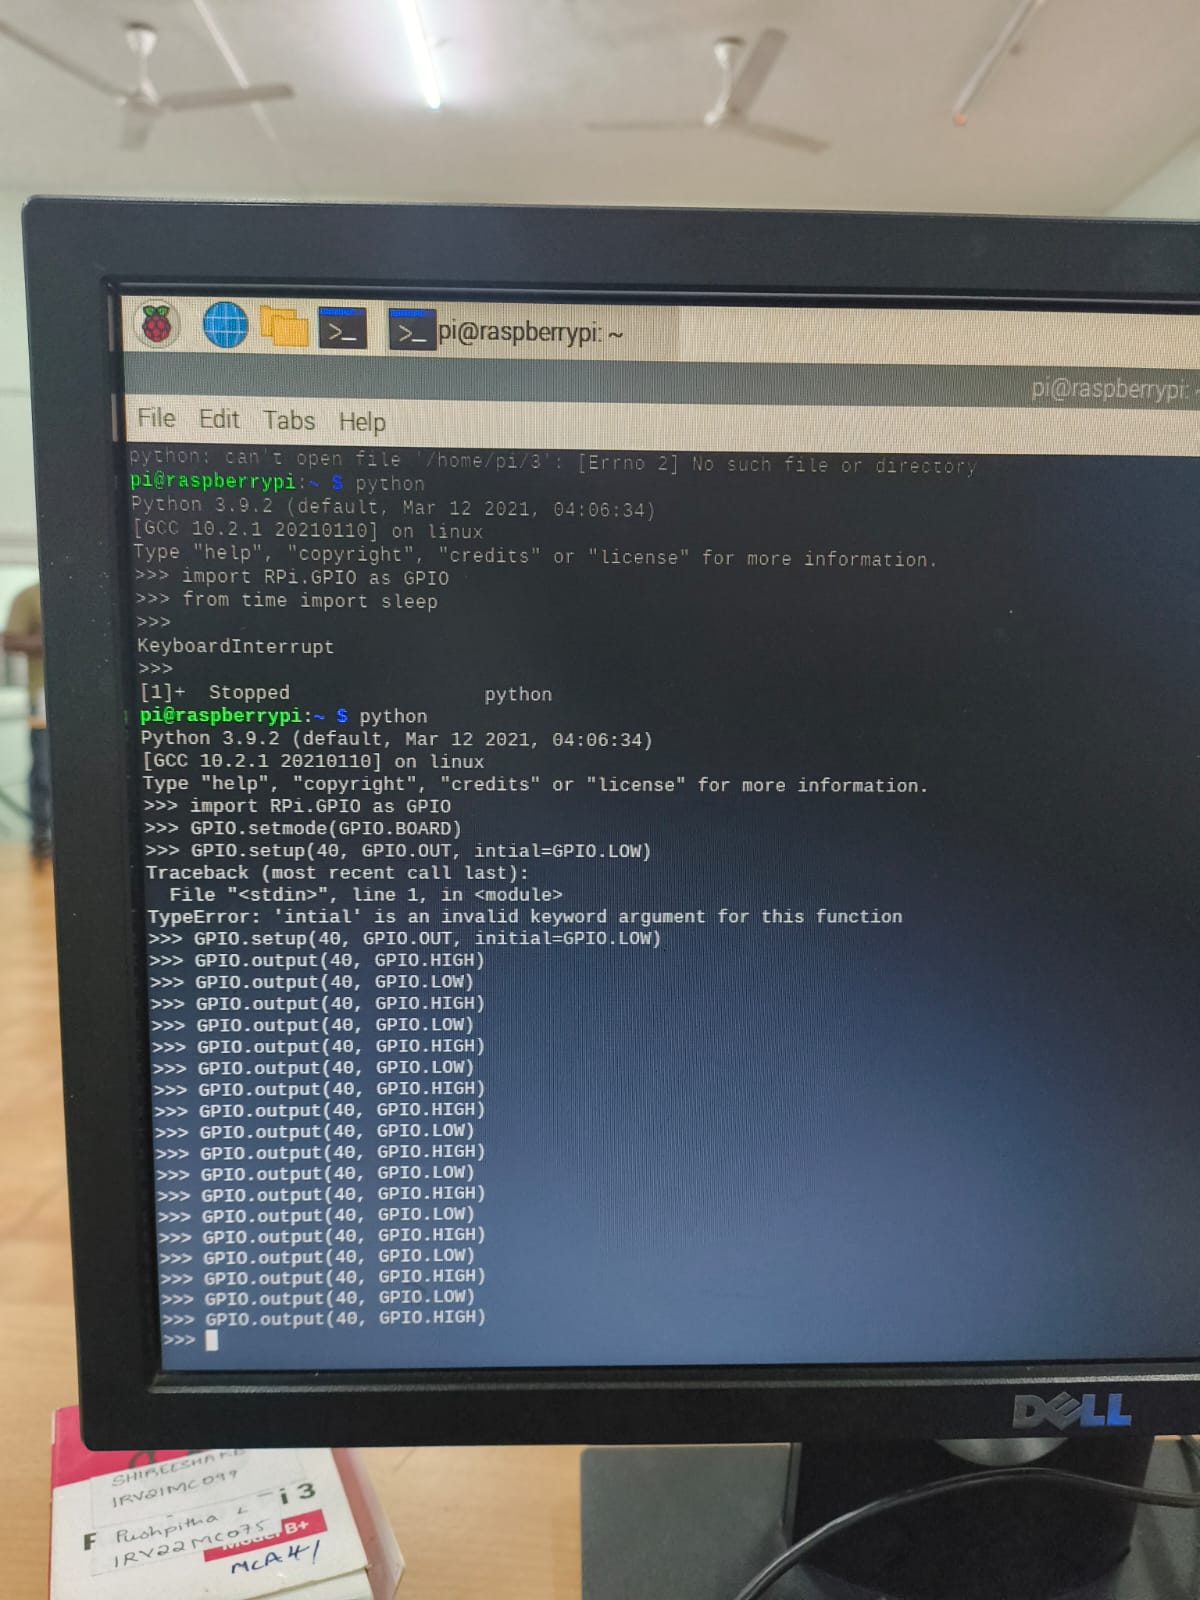 pi@raspberrypi: ~
pi@raspberrypi: ~
File Edit Tabs Help
python: can't open file '/home/pi/3': [Errno 2] No such file or directory
pi@raspberrypi:~ $ python
Python 3.9.2 (default, Mar 12 2021, 04:06:34)
[GCC 10.2.1 20210110] on linux
Type "help", "copyright", "credits" or "license" for more information.
>>> import RPi.GPIO as GPIO
>>> from time import sleep
>>>
KeyboardInterrupt
>>>
[1]+  Stopped                 python
pi@raspberrypi:~ $ python
Python 3.9.2 (default, Mar 12 2021, 04:06:34)
[GCC 10.2.1 20210110] on linux
Type "help", "copyright", "credits" or "license" for more information.
>>> import RPi.GPIO as GPIO
>>> GPIO.setmode(GPIO.BOARD)
>>> GPIO.setup(40, GPIO.OUT, intial=GPIO.LOW)
Traceback (most recent call last):
  File "<stdin>", line 1, in <module>
TypeError: 'intial' is an invalid keyword argument for this function
>>> GPIO.setup(40, GPIO.OUT, initial=GPIO.LOW)
>>> GPIO.output(40, GPIO.HIGH)
>>> GPIO.output(40, GPIO.LOW)
>>> GPIO.output(40, GPIO.HIGH)
>>> GPIO.output(40, GPIO.LOW)
>>> GPIO.output(40, GPIO.HIGH)
>>> GPIO.output(40, GPIO.LOW)
>>> GPIO.output(40, GPIO.HIGH)
>>> GPIO.output(40, GPIO.HIGH)
>>> GPIO.output(40, GPIO.LOW)
>>> GPIO.output(40, GPIO.HIGH)
>>> GPIO.output(40, GPIO.LOW)
>>> GPIO.output(40, GPIO.HIGH)
>>> GPIO.output(40, GPIO.LOW)
>>> GPIO.output(40, GPIO.HIGH)
>>> GPIO.output(40, GPIO.LOW)
>>> GPIO.output(40, GPIO.HIGH)
>>> GPIO.output(40, GPIO.LOW)
>>> GPIO.output(40, GPIO.HIGH)
>>>
DELL
1RV21MC099
i 3
Pushpitha L
1RV22MC075
B+
MCA41